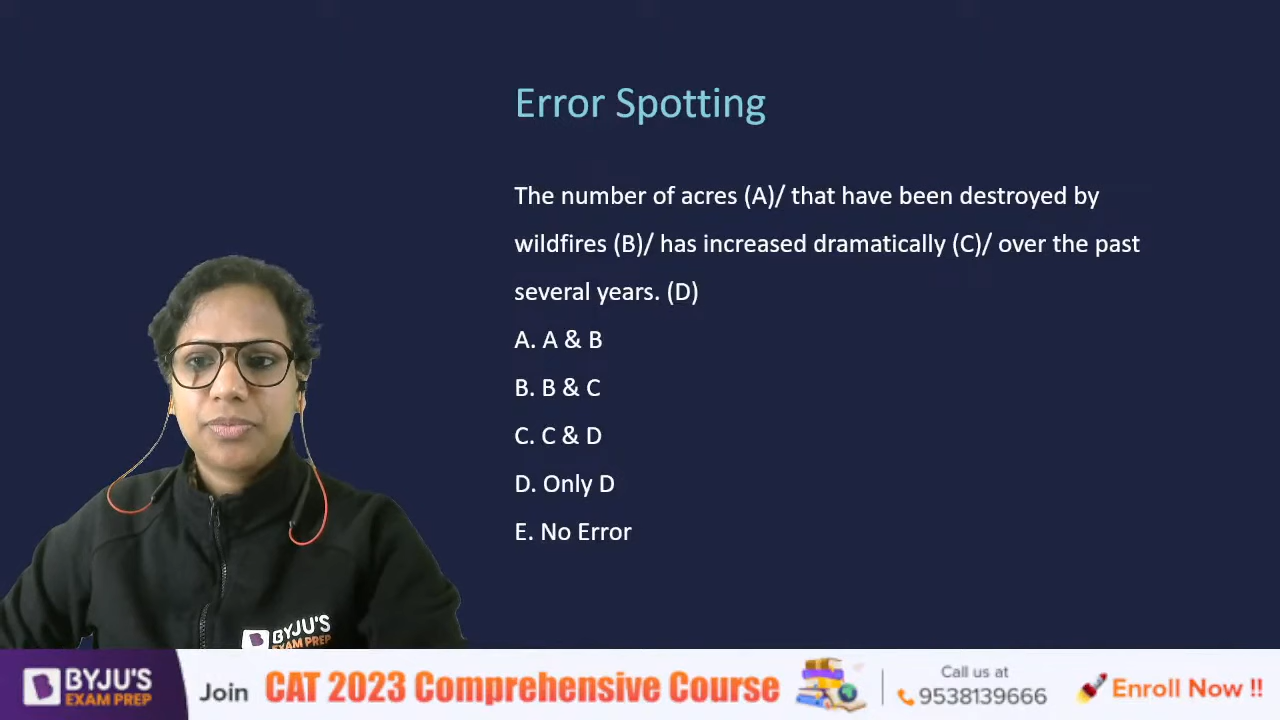 Error Spotting
The number of acres (A)/ that have been destroyed by
wildfires (B)/ has increased dramatically (C)/ over the past
several years. (D)
A. A & B
B. B & C
C. C & D
D. Only D
E. No Error
BYJU'S
EXAM PREP
BYJU'S
EXAM PREP
Join CAT 2023 Comprehensive Course
Call us at
9538139666
Enroll Now !!